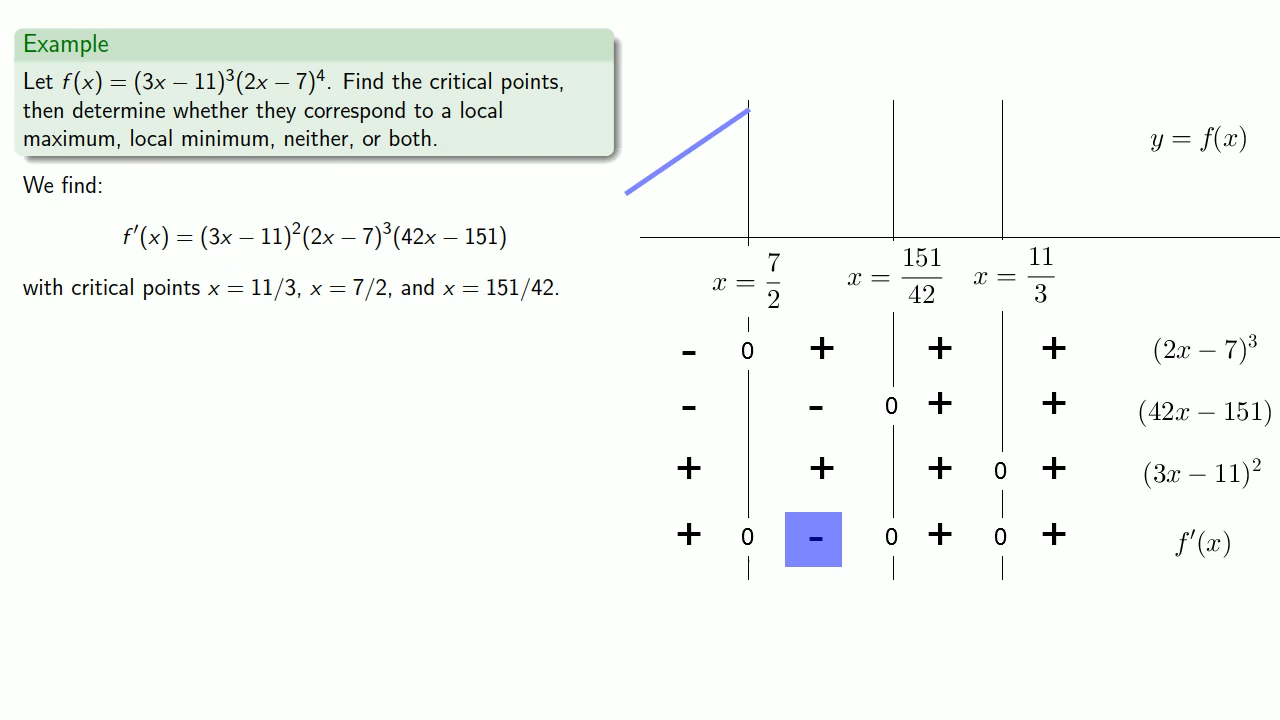 Example
Let f(x) = (3x − 11)³(2x − 7)⁴. Find the critical points,
then determine whether they correspond to a local
maximum, local minimum, neither, or both.
We find:
f′(x) = (3x − 11)²(2x − 7)³(42x − 151)
with critical points x = 11/3, x = 7/2, and x = 151/42.
y = f(x)
x = 7/2 x = 151/42 x = 11/3
- 0 + + + (2x − 7)³
- - 0 + + (42x − 151)
+ + + 0 + (3x − 11)²
+ 0 - 0 + 0 + f′(x)